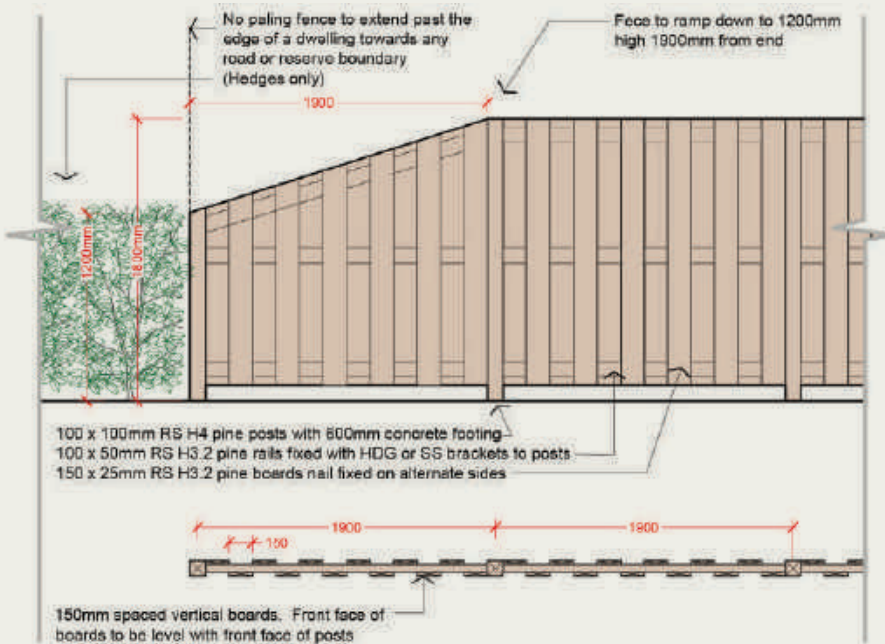 No paling fence to extend past the
edge of a dwelling towards any
road or reserve boundary
(Hedges only)
Fece to ramp down to 1200mm
high 1900mm from end
1900
1200mm
1800mm
100 x 100mm RS H4 pine posts with 600mm concrete footing
100 x 50mm RS H3.2 pine rails fixed with HDG or SS brackets to posts
150 x 25mm RS H3.2 pine boards nail fixed on alternate sides
1900
1900
150
150mm spaced vertical boards. Front face of
boards to be level with front face of posts